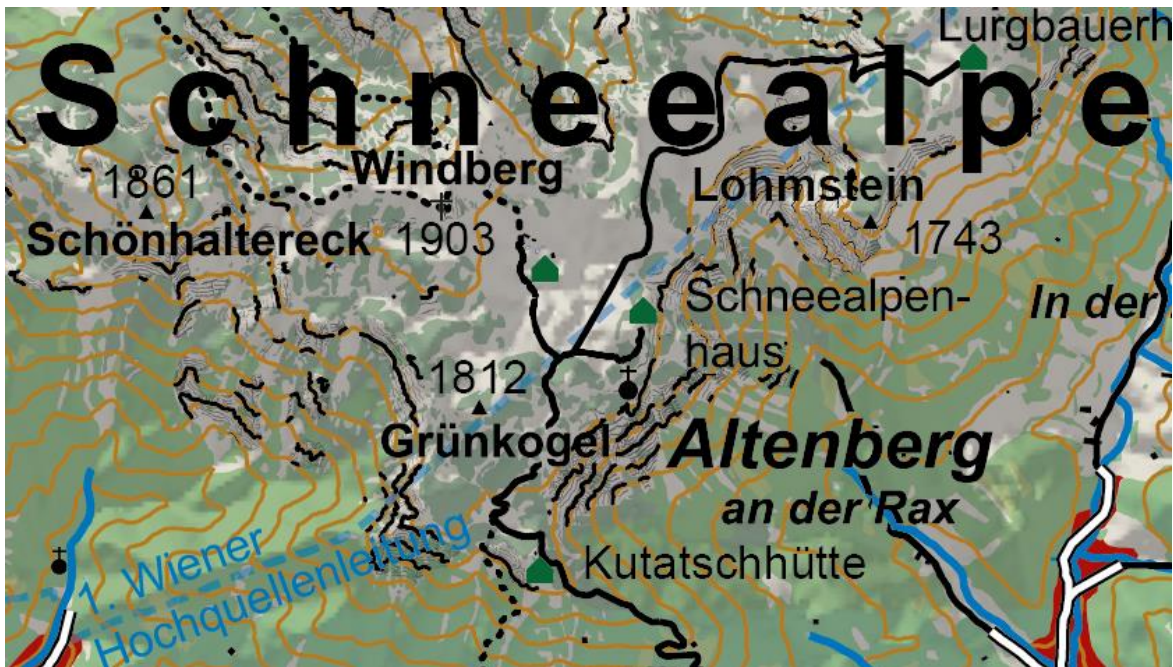 Lurgbauerh
Schneealpe
Windberg
1861
Lohmstein
Schönhaltereck
1903
1743
Schneealpen-
haus
In der
1812
Grünkogel
Altenberg
an der Rax
Kutatschhütte
1. Wiener
Hochquellenleitung